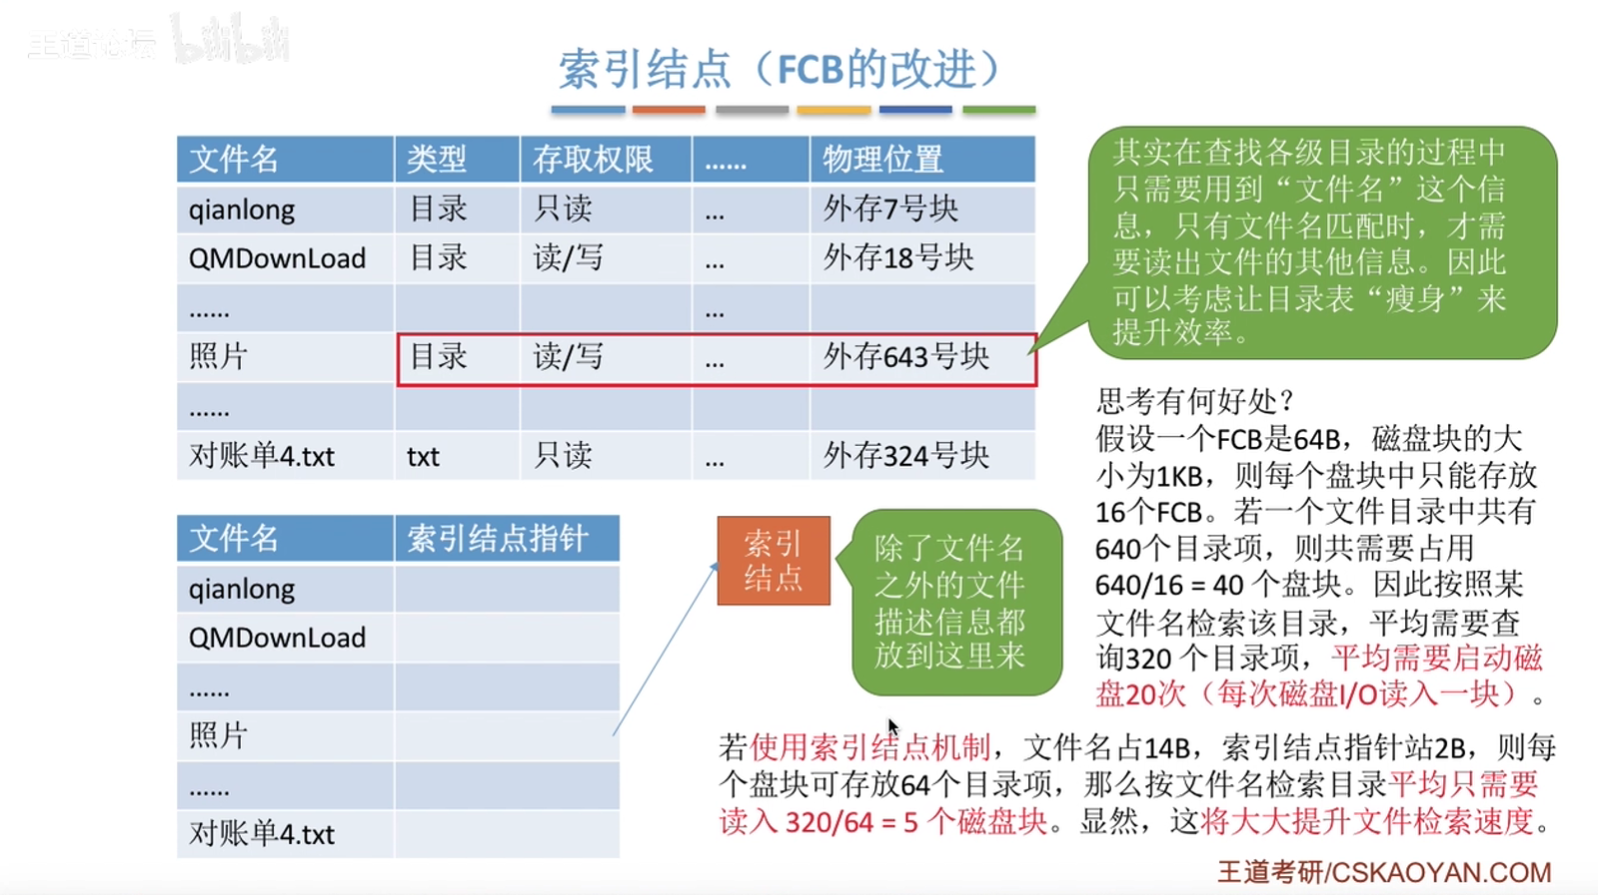 王道论坛 bilibili
索引结点（FCB的改进）
文件名 类型 存取权限 …… 物理位置
qianlong 目录 只读 … 外存7号块
QMDownLoad 目录 读/写 … 外存18号块
…… …
照片 目录 读/写 … 外存643号块
……
对账单4.txt txt 只读 … 外存324号块
其实在查找各级目录的过程中
只需要用到“文件名”这个信
息，只有文件名匹配时，才需
要读出文件的其他信息。因此
可以考虑让目录表“瘦身”来
提升效率。
文件名 索引结点指针
qianlong
QMDownLoad
……
照片
……
对账单4.txt
索引
结点
除了文件名
之外的文件
描述信息都
放到这里来
思考有何好处？
假设一个FCB是64B，磁盘块的大
小为1KB，则每个盘块中只能存放
16个FCB。若一个文件目录中共有
640个目录项，则共需要占用
640/16 = 40 个盘块。因此按照某
文件名检索该目录，平均需要查
询320 个目录项，平均需要启动磁
盘20次（每次磁盘I/O读入一块）。
若使用索引结点机制，文件名占14B，索引结点指针站2B，则每
个盘块可存放64个目录项，那么按文件名检索目录平均只需要
读入 320/64 = 5 个磁盘块。显然，这将大大提升文件检索速度。
王道考研/CSKAOYAN.COM